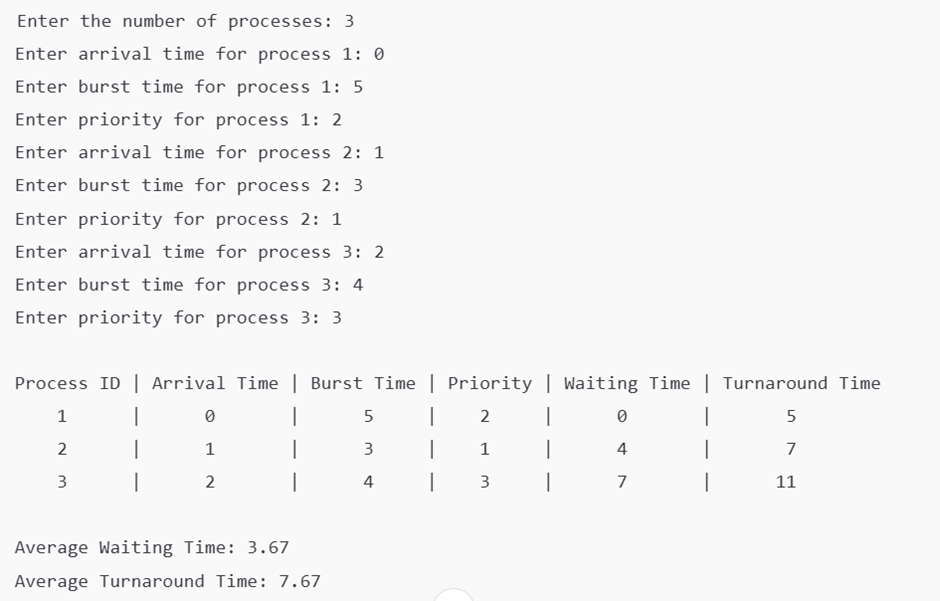 Enter the number of processes: 3
Enter arrival time for process 1: 0
Enter burst time for process 1: 5
Enter priority for process 1: 2
Enter arrival time for process 2: 1
Enter burst time for process 2: 3
Enter priority for process 2: 1
Enter arrival time for process 3: 2
Enter burst time for process 3: 4
Enter priority for process 3: 3
Process ID | Arrival Time | Burst Time | Priority | Waiting Time | Turnaround Time
1 | 0 | 5 | 2 | 0 | 5
2 | 1 | 3 | 1 | 4 | 7
3 | 2 | 4 | 3 | 7 | 11
Average Waiting Time: 3.67
Average Turnaround Time: 7.67